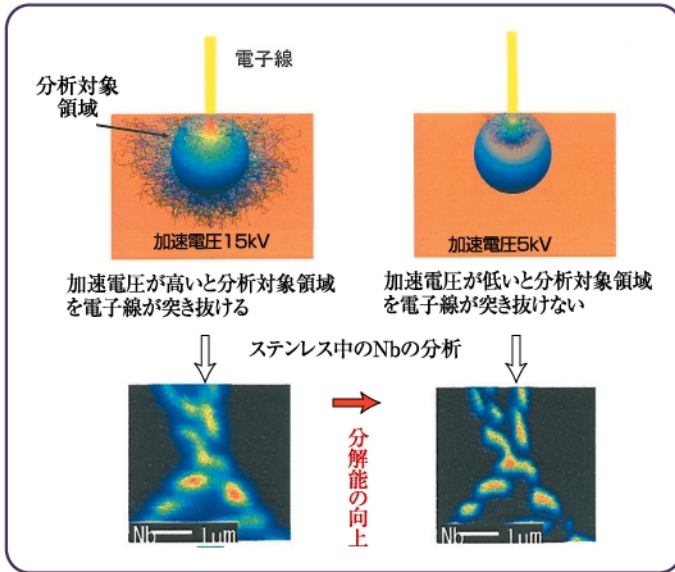 電子線
分析対象
領域
加速電圧15kV
加速電圧5kV
加速電圧が高いと分析対象領域
を電子線が突き抜ける
加速電圧が低いと分析対象領域
を電子線が突き抜けない
ステンレス中のNbの分析
分解能の向上
Nb 1μm
Nb 1μm